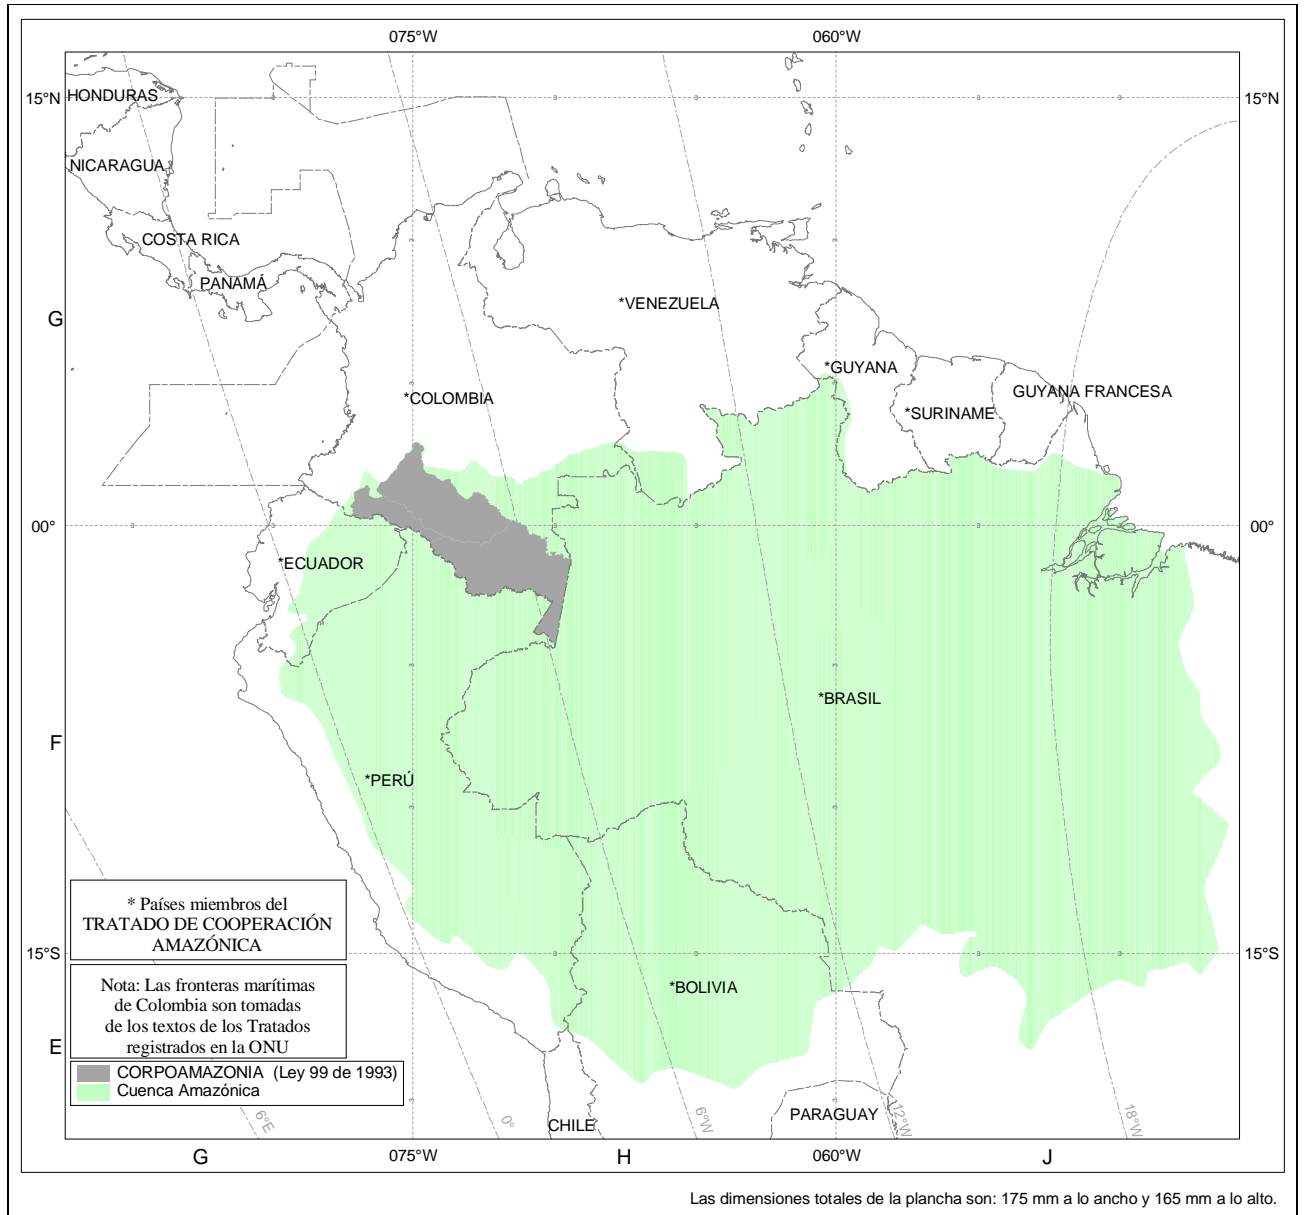 075°W
060°W
15°N
15°N
HONDURAS
NICARAGUA
COSTA RICA
PANAMÁ
*VENEZUELA
G
*GUYANA
GUYANA FRANCESA
*COLOMBIA
*SURINAME
00°
00°
*ECUADOR
*BRASIL
F
*PERÚ
* Países miembros del
TRATADO DE COOPERACIÓN
AMAZÓNICA
15°S
15°S
Nota: Las fronteras marítimas
de Colombia son tomadas
de los textos de los Tratados
registrados en la ONU
*BOLIVIA
E
CORPOAMAZONIA (Ley 99 de 1993)
Cuenca Amazónica
6°E
0°
6°W
12°W
18°W
CHILE
PARAGUAY
G
075°W
H
060°W
J
Las dimensiones totales de la plancha son: 175 mm a lo ancho y 165 mm a lo alto.